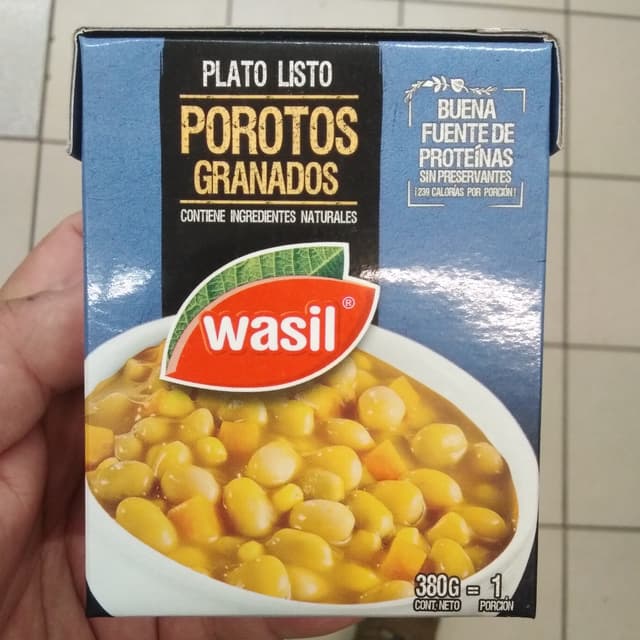 PLATO LISTO
POROTOS
GRANADOS
CONTIENE INGREDIENTES NATURALES
BUENA
FUENTE DE
PROTEÍNAS
SIN PRESERVANTES
¡239 CALORÍAS POR PORCIÓN!
wasil®
380G = 1
CONT. NETO PORCIÓN